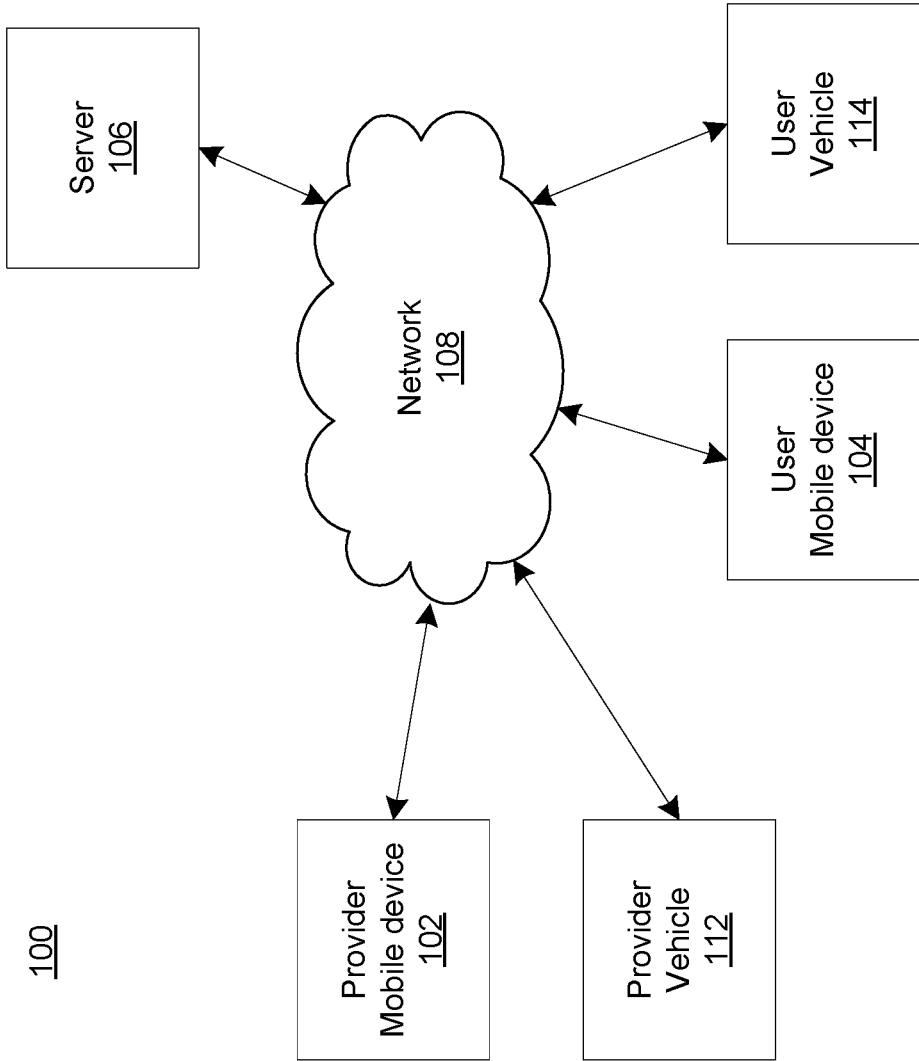 100
Server
106
Provider
Mobile device
102
Network
108
Provider
Vehicle
112
User
Mobile device
104
User
Vehicle
114